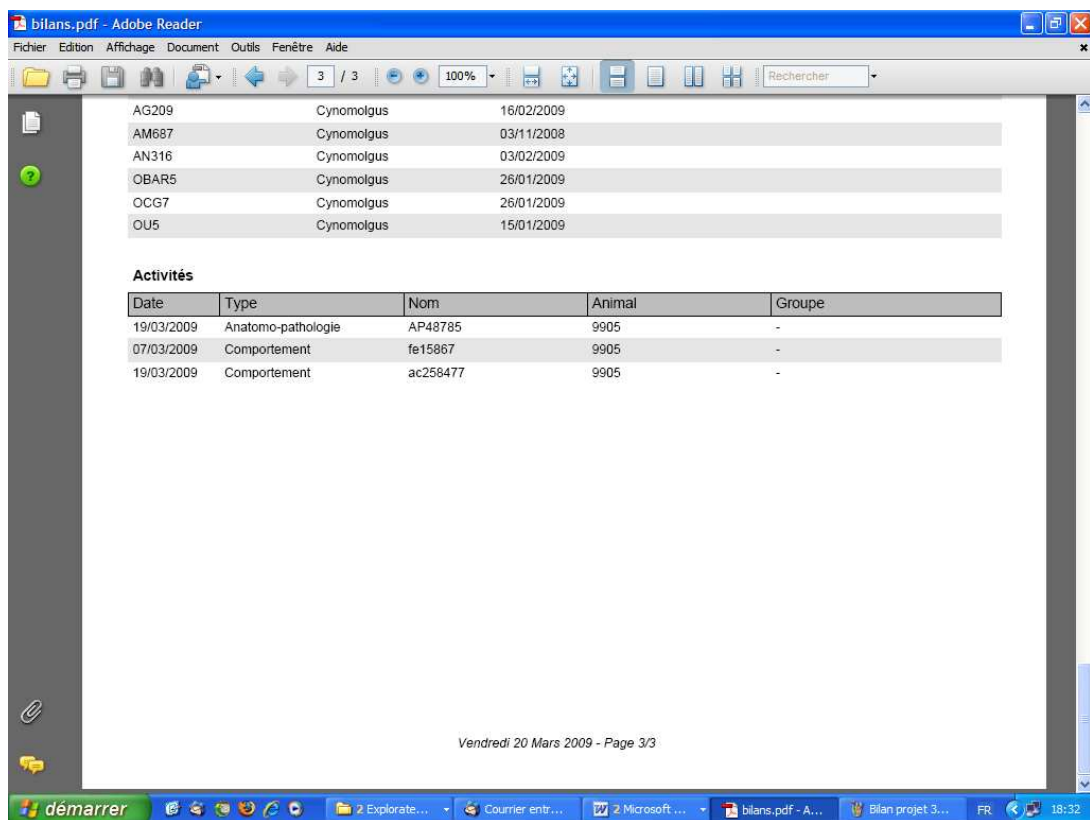 bilans.pdf - Adobe Reader
Fichier Edition Affichage Document Outils Fenêtre Aide
3 / 3 100% Rechercher
AG209 Cynomolgus 16/02/2009
AM687 Cynomolgus 03/11/2008
AN316 Cynomolgus 03/02/2009
OBAR5 Cynomolgus 26/01/2009
OCG7 Cynomolgus 26/01/2009
OU5 Cynomolgus 15/01/2009
Activités
Date Type Nom Animal Groupe
19/03/2009 Anatomo-pathologie AP48785 9905 -
07/03/2009 Comportement fe15867 9905 -
19/03/2009 Comportement ac258477 9905 -
Vendredi 20 Mars 2009 - Page 3/3
démarrer 2 Explorate... Courrier entr... 2 Microsoft ... bilans.pdf - A... Bilan projet 3... FR 18:32